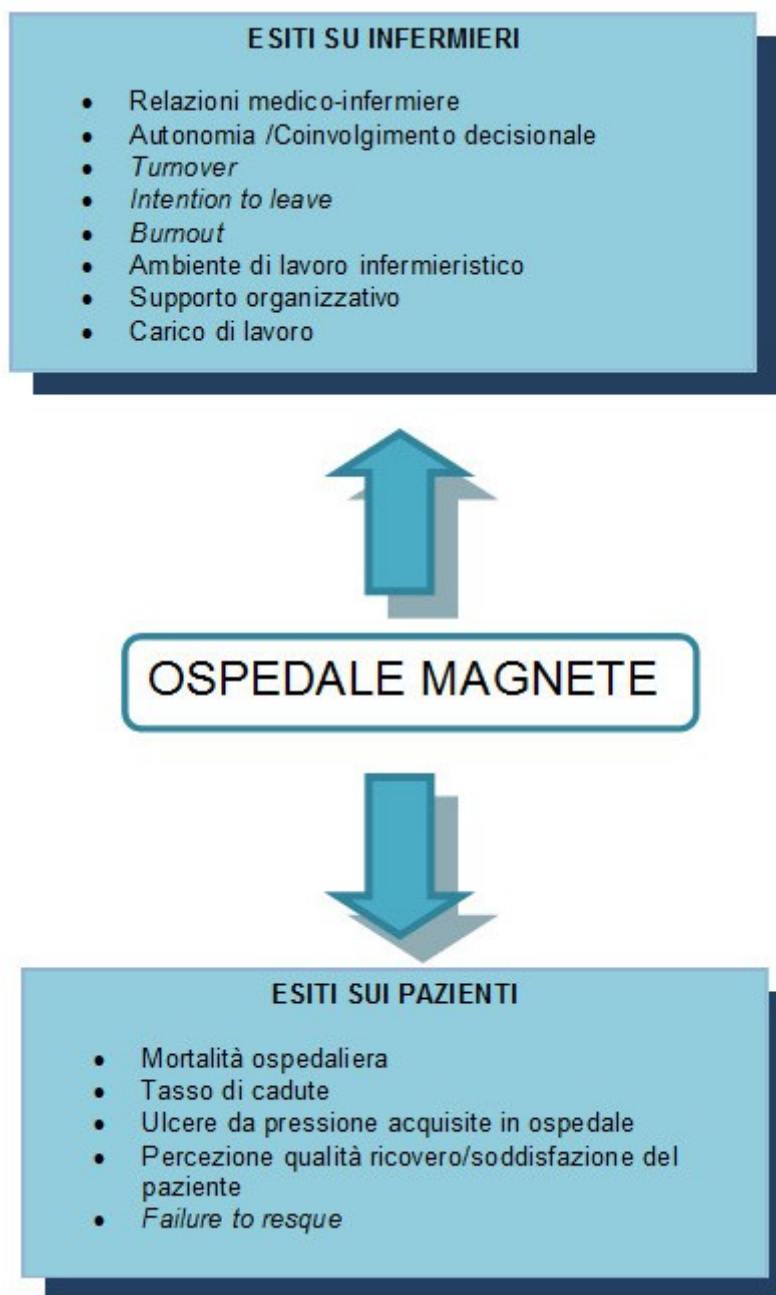 ESITI SU INFERMIERI
• Relazioni medico-infermiere
• Autonomia /Coinvolgimento decisionale
• Turnover
• Intention to leave
• Burnout
• Ambiente di lavoro infermieristico
• Supporto organizzativo
• Carico di lavoro
OSPEDALE MAGNETE
ESITI SUI PAZIENTI
• Mortalità ospedaliera
• Tasso di cadute
• Ulcere da pressione acquisite in ospedale
• Percezione qualità ricovero/soddisfazione del
paziente
• Failure to resque